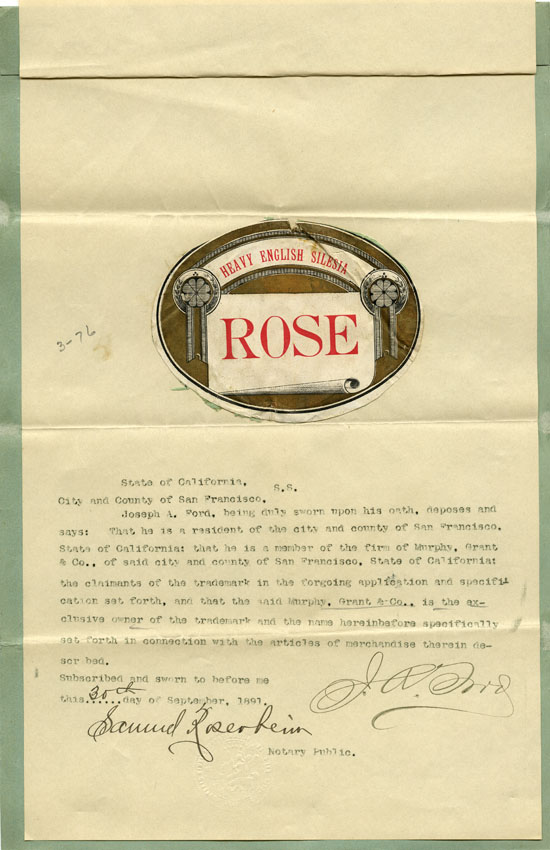 HEAVY ENGLISH SILESIA
ROSE
3-76
State of California,
S.S.
City and County of San Francisco.
Joseph A. Ford, being duly sworn upon his oath, deposes and
says: That he is a resident of the city and county of San Francisco,
State of California: that he is a member of the firm of Murphy, Grant
& Co., of said city and county of San Francisco, State of California:
the claimants of the trademark in the forgoing application and specifi
cation set forth, and that the said Murphy, Grant & Co., is the ex-
clusive owner of the trademark and the name hereinbefore specifically
set forth in connection with the articles of merchandise therein de-
scribed.
Subscribed and sworn to before me
this 30th day of September, 1891.
J. A. Ford
Samuel Rosenheim
Notary Public.